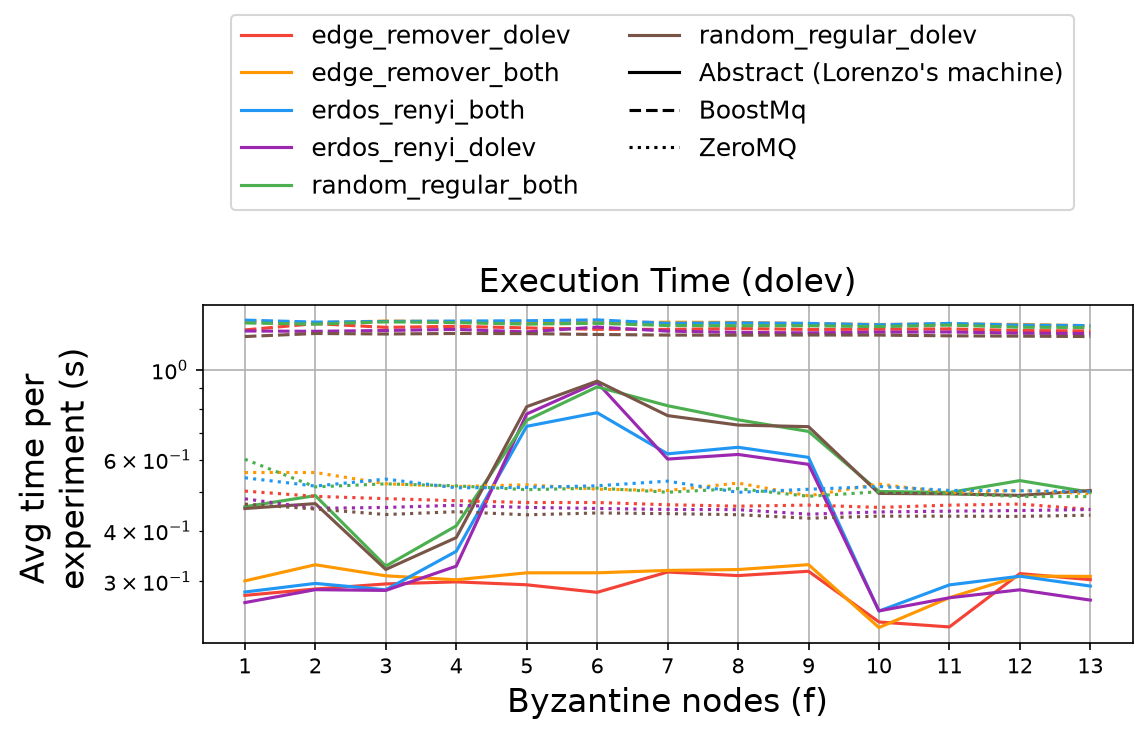 edge_remover_dolev
edge_remover_both
erdos_renyi_both
erdos_renyi_dolev
random_regular_both
random_regular_dolev
Abstract (Lorenzo's machine)
BoostMq
ZeroMQ
Execution Time (dolev)
Avg time per
experiment (s)
10⁰
6 × 10⁻¹
4 × 10⁻¹
3 × 10⁻¹
1 2 3 4 5 6 7 8 9 10 11 12 13
Byzantine nodes (f)